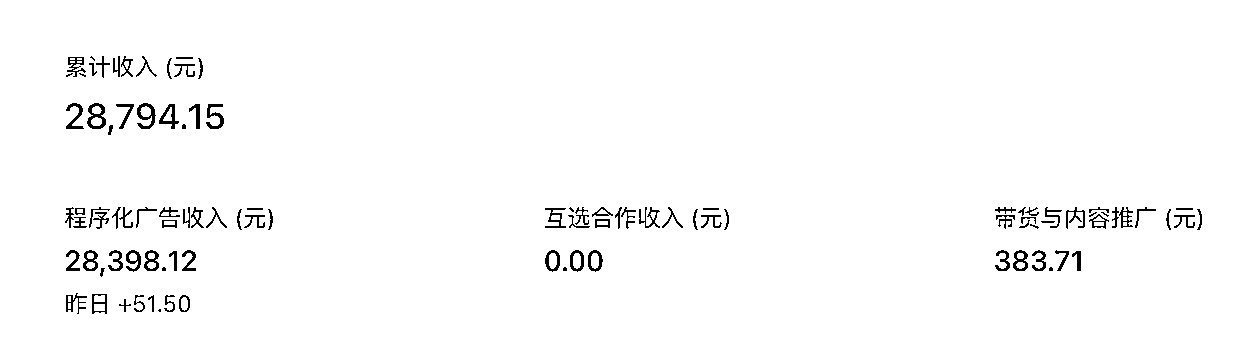 累计收入 (元)
28,794.15
程序化广告收入 (元)
互选合作收入 (元)
带货与内容推广 (元)
28,398.12
0.00
383.71
昨日 +51.50